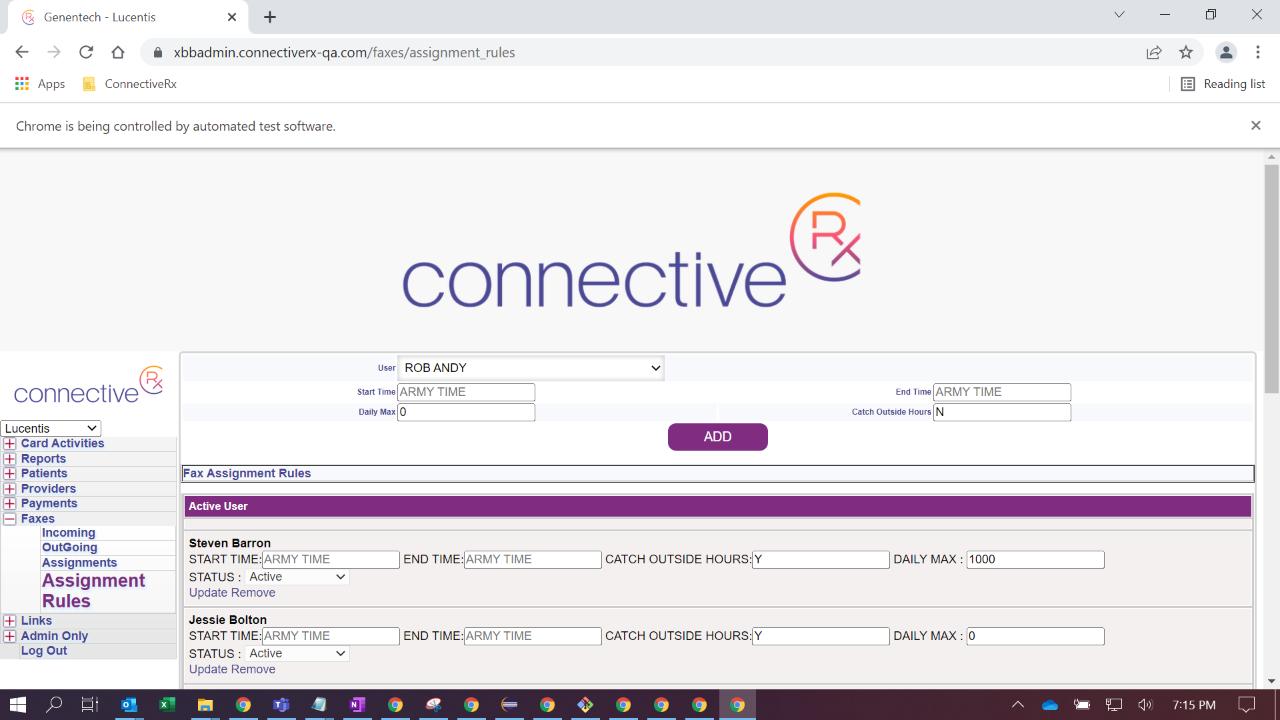 Genentech - Lucentis
xbbadmin.connectiverx-qa.com/faxes/assignment_rules
Apps ConnectiveRx Reading list
Chrome is being controlled by automated test software.
connective Rx
connective Rx
Lucentis
Card Activities
Reports
Patients
Providers
Payments
Faxes
Incoming
OutGoing
Assignments
Assignment
Rules
Links
Admin Only
Log Out
User ROB ANDY
Start Time ARMY TIME End Time ARMY TIME
Daily Max 0 Catch Outside Hours N
ADD
Fax Assignment Rules
Active User
Steven Barron
START TIME: ARMY TIME END TIME: ARMY TIME CATCH OUTSIDE HOURS: Y DAILY MAX : 1000
STATUS : Active
Update Remove
Jessie Bolton
START TIME: ARMY TIME END TIME: ARMY TIME CATCH OUTSIDE HOURS: Y DAILY MAX : 0
STATUS : Active
Update Remove
7:15 PM